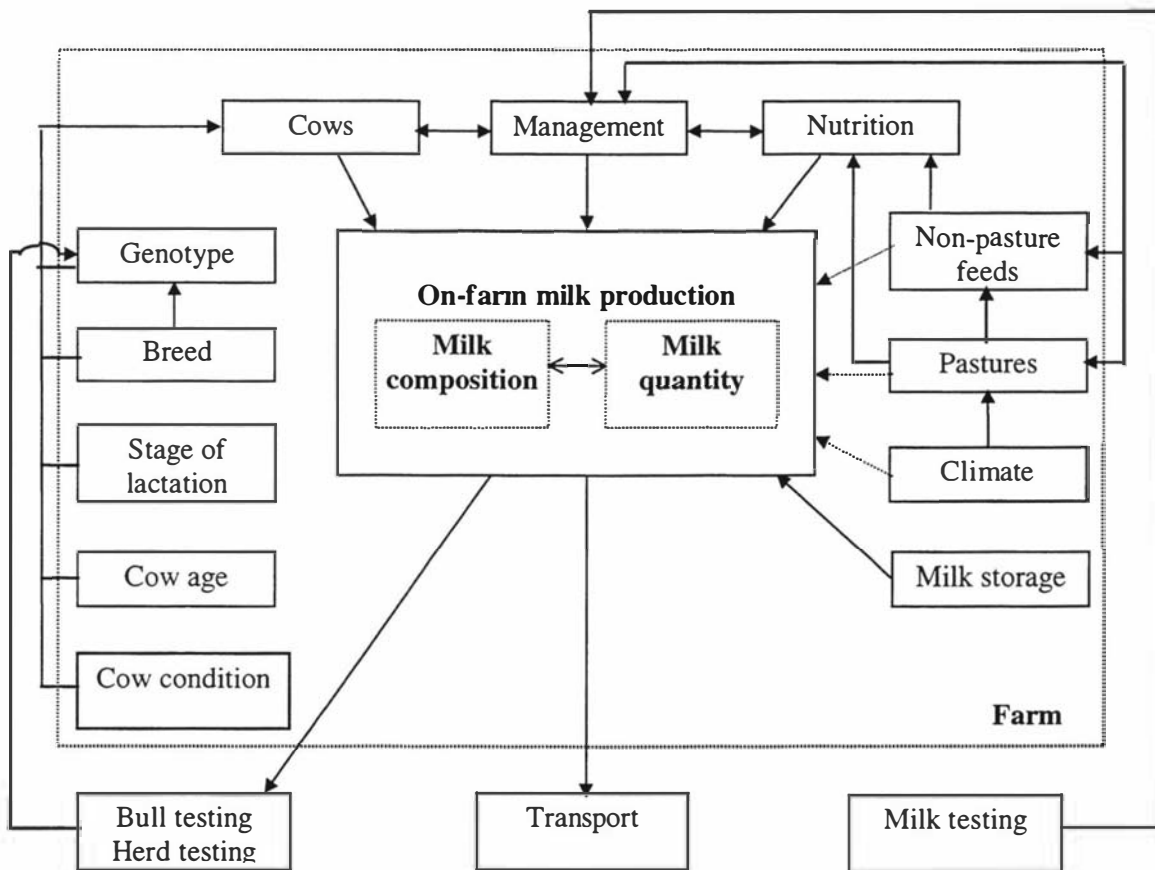 Cows
Management
Nutrition
Genotype
Non-pasture
feeds
On-farm milk production
Breed
Milk
composition
Milk
quantity
Pastures
Stage of
lactation
Climate
Cow age
Milk storage
Cow condition
Farm
Bull testing
Herd testing
Transport
Milk testing